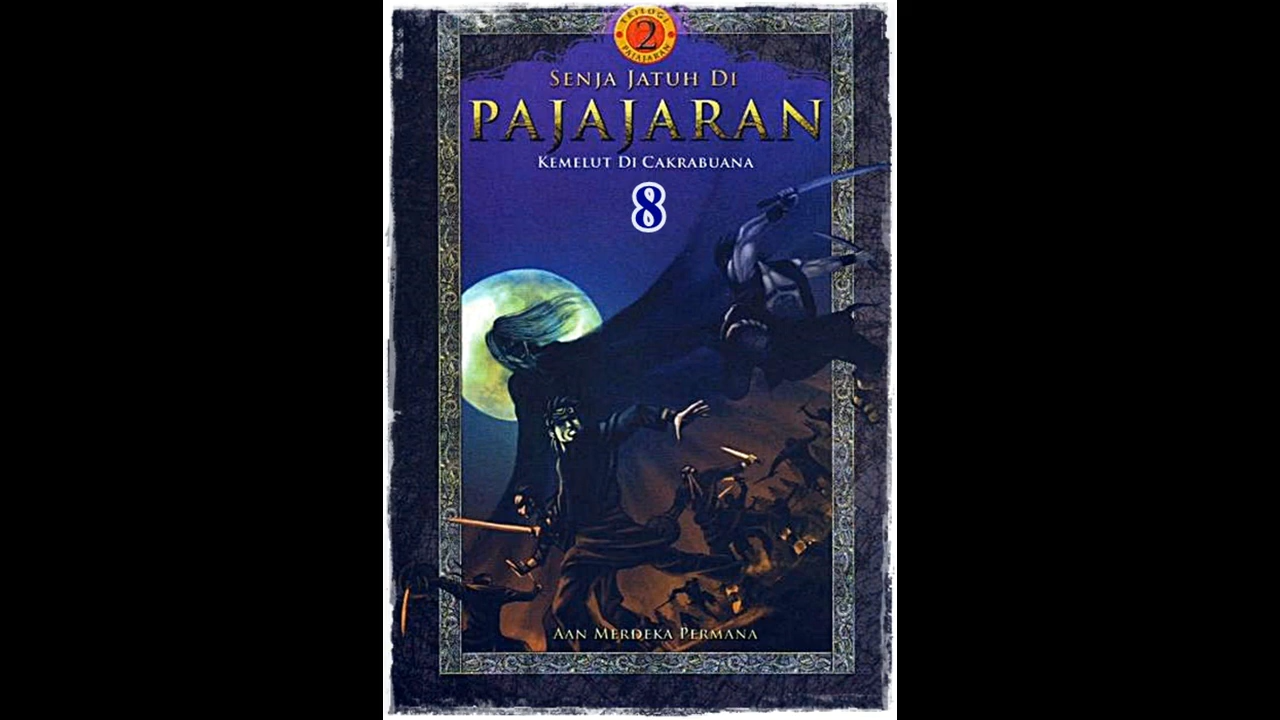 TRILOGI
2
PAJAJARAN
SENJA JATUH DI
PAJAJARAN
KEMELUT DI CAKRABUANA
8
AAN MERDEKA PERMANA